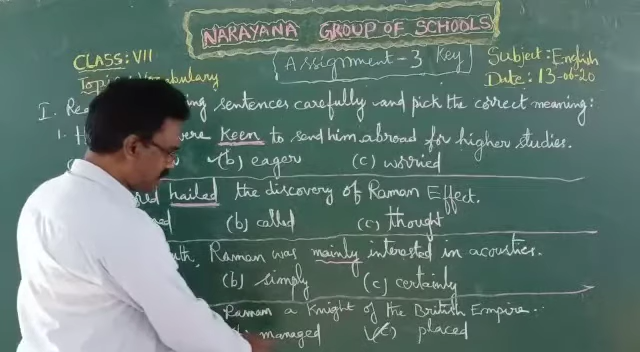 NARAYANA GROUP OF SCHOOLS
CLASS: VII
Assignment-3 Key
Subject: English
Topic: Vocabulary
Date: 13-06-20
I. sentences carefully and pick the correct meaning:
1. were keen to send him abroad for higher studies.
(b) eager (c) worried
hailed the discovery of Raman Effect.
(b) called (c) thought
Raman was mainly interested in acoustics.
(b) simply (c) certainly
Raman a Knight of the British Empire.
managed (c) placed